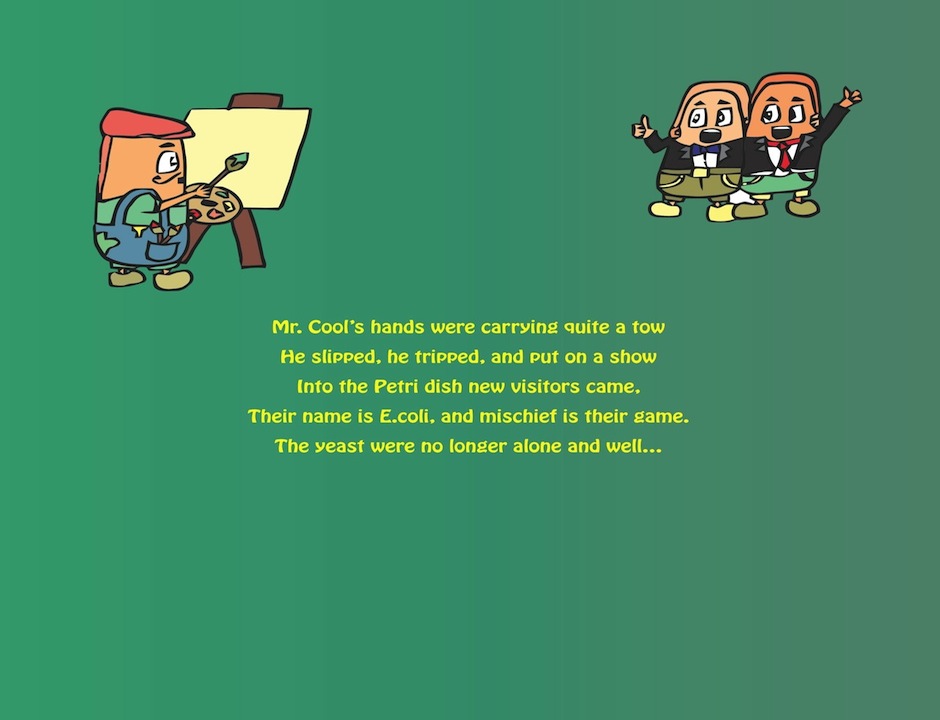 Mr. Cool's hands were carrying quite a tow
He slipped, he tripped, and put on a show
Into the Petri dish new visitors came,
Their name is E.coli, and mischief is their game.
The yeast were no longer alone and well...